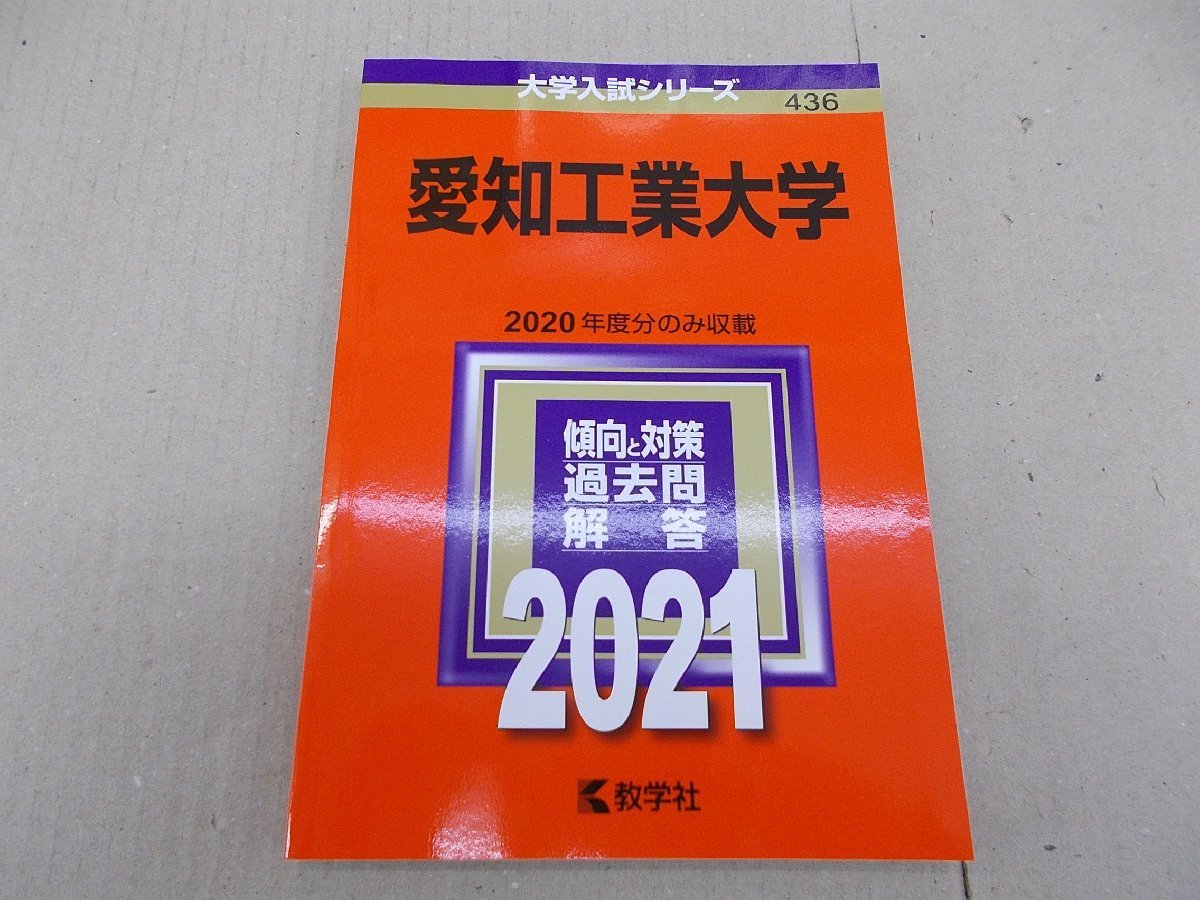 大学入試シリーズ
436
愛知工業大学
2020年度分のみ収載
傾向と対策
過去問
解答
2021
教学社